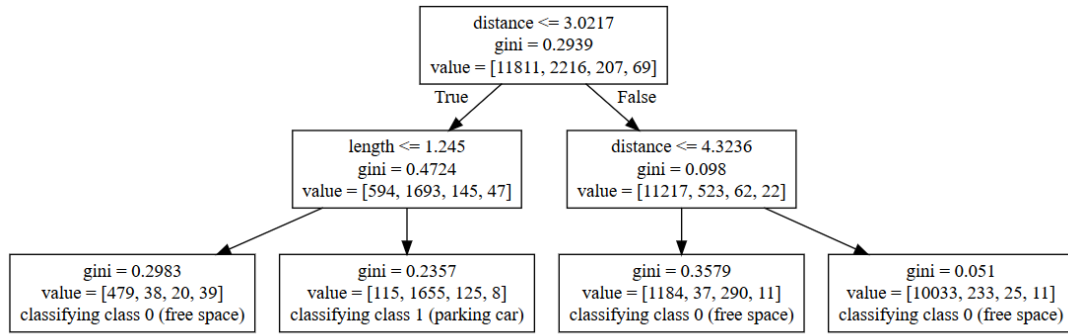 distance <= 3.0217
gini = 0.2939
value = [11811, 2216, 207, 69]
True
False
length <= 1.245
gini = 0.4724
value = [594, 1693, 145, 47]
distance <= 4.3236
gini = 0.098
value = [11217, 523, 62, 22]
gini = 0.2983
value = [479, 38, 20, 39]
classifying class 0 (free space)
gini = 0.2357
value = [115, 1655, 125, 8]
classifying class 1 (parking car)
gini = 0.3579
value = [1184, 37, 290, 11]
classifying class 0 (free space)
gini = 0.051
value = [10033, 233, 25, 11]
classifying class 0 (free space)